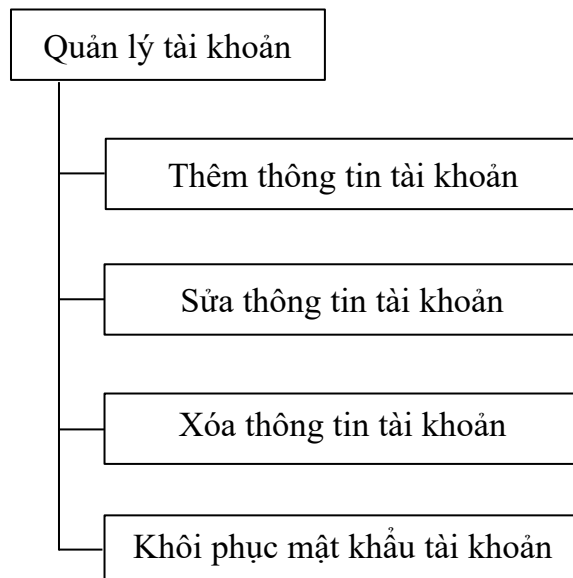 Quản lý tài khoản
Thêm thông tin tài khoản
Sửa thông tin tài khoản
Xóa thông tin tài khoản
Khôi phục mật khẩu tài khoản